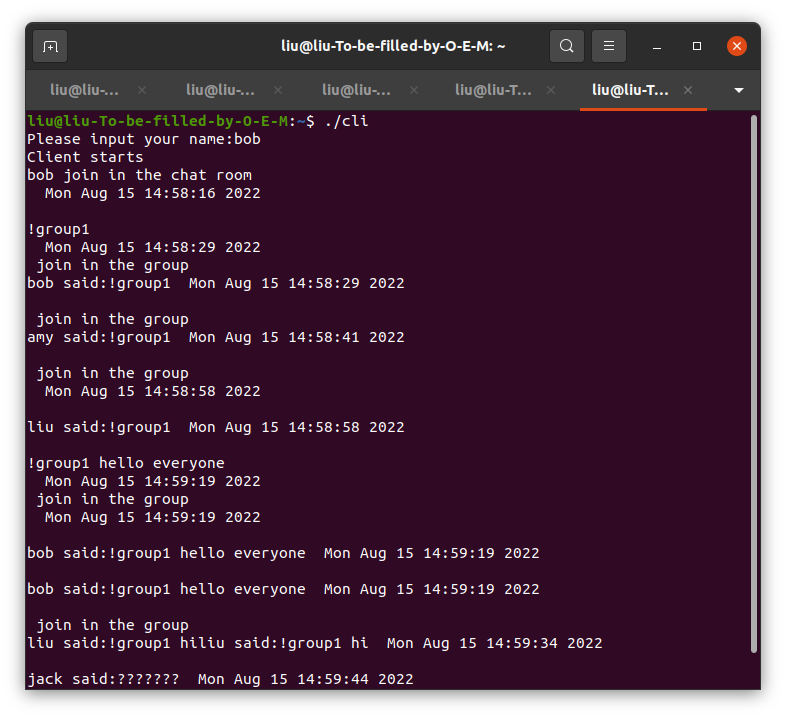 liu@liu-To-be-filled-by-O-E-M: ~
liu@liu-... liu@liu-... liu@liu-... liu@liu-T... liu@liu-T...
liu@liu-To-be-filled-by-O-E-M:~$ ./cli
Please input your name:bob
Client starts
bob join in the chat room
Mon Aug 15 14:58:16 2022
!group1
Mon Aug 15 14:58:29 2022
join in the group
bob said:!group1 Mon Aug 15 14:58:29 2022
join in the group
amy said:!group1 Mon Aug 15 14:58:41 2022
join in the group
Mon Aug 15 14:58:58 2022
liu said:!group1 Mon Aug 15 14:58:58 2022
!group1 hello everyone
Mon Aug 15 14:59:19 2022
join in the group
Mon Aug 15 14:59:19 2022
bob said:!group1 hello everyone Mon Aug 15 14:59:19 2022
bob said:!group1 hello everyone Mon Aug 15 14:59:19 2022
join in the group
liu said:!group1 hiliu said:!group1 hi Mon Aug 15 14:59:34 2022
jack said:??????? Mon Aug 15 14:59:44 2022